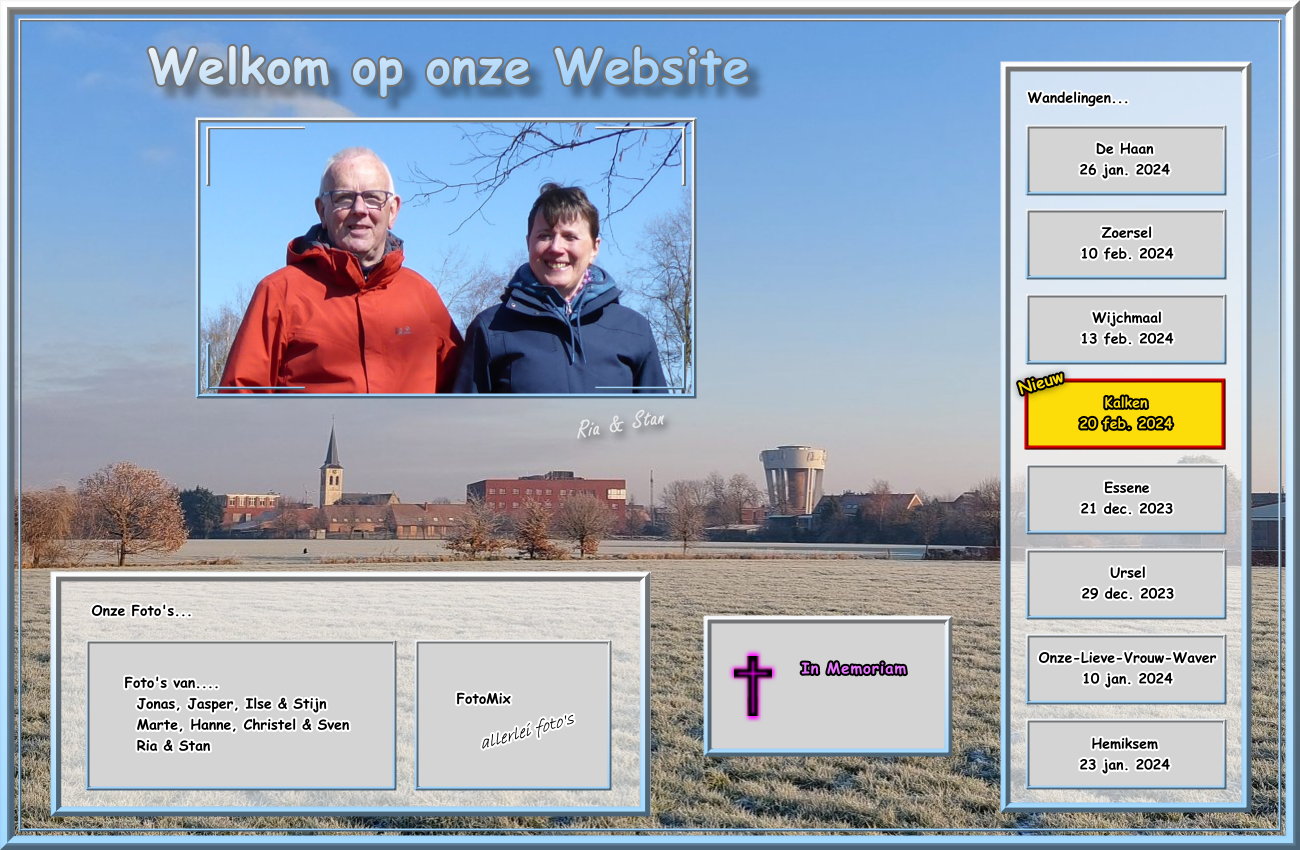 Welkom op onze Website
Ria & Stan
Wandelingen...
De Haan
26 jan. 2024
Zoersel
10 feb. 2024
Wijchmaal
13 feb. 2024
Nieuw
Kalken
20 feb. 2024
Essene
21 dec. 2023
Ursel
29 dec. 2023
Onze-Lieve-Vrouw-Waver
10 jan. 2024
Hemiksem
23 jan. 2024
Onze Foto's...
Foto's van....
Jonas, Jasper, Ilse & Stijn
Marte, Hanne, Christel & Sven
Ria & Stan
FotoMix
allerlei foto's
In Memoriam